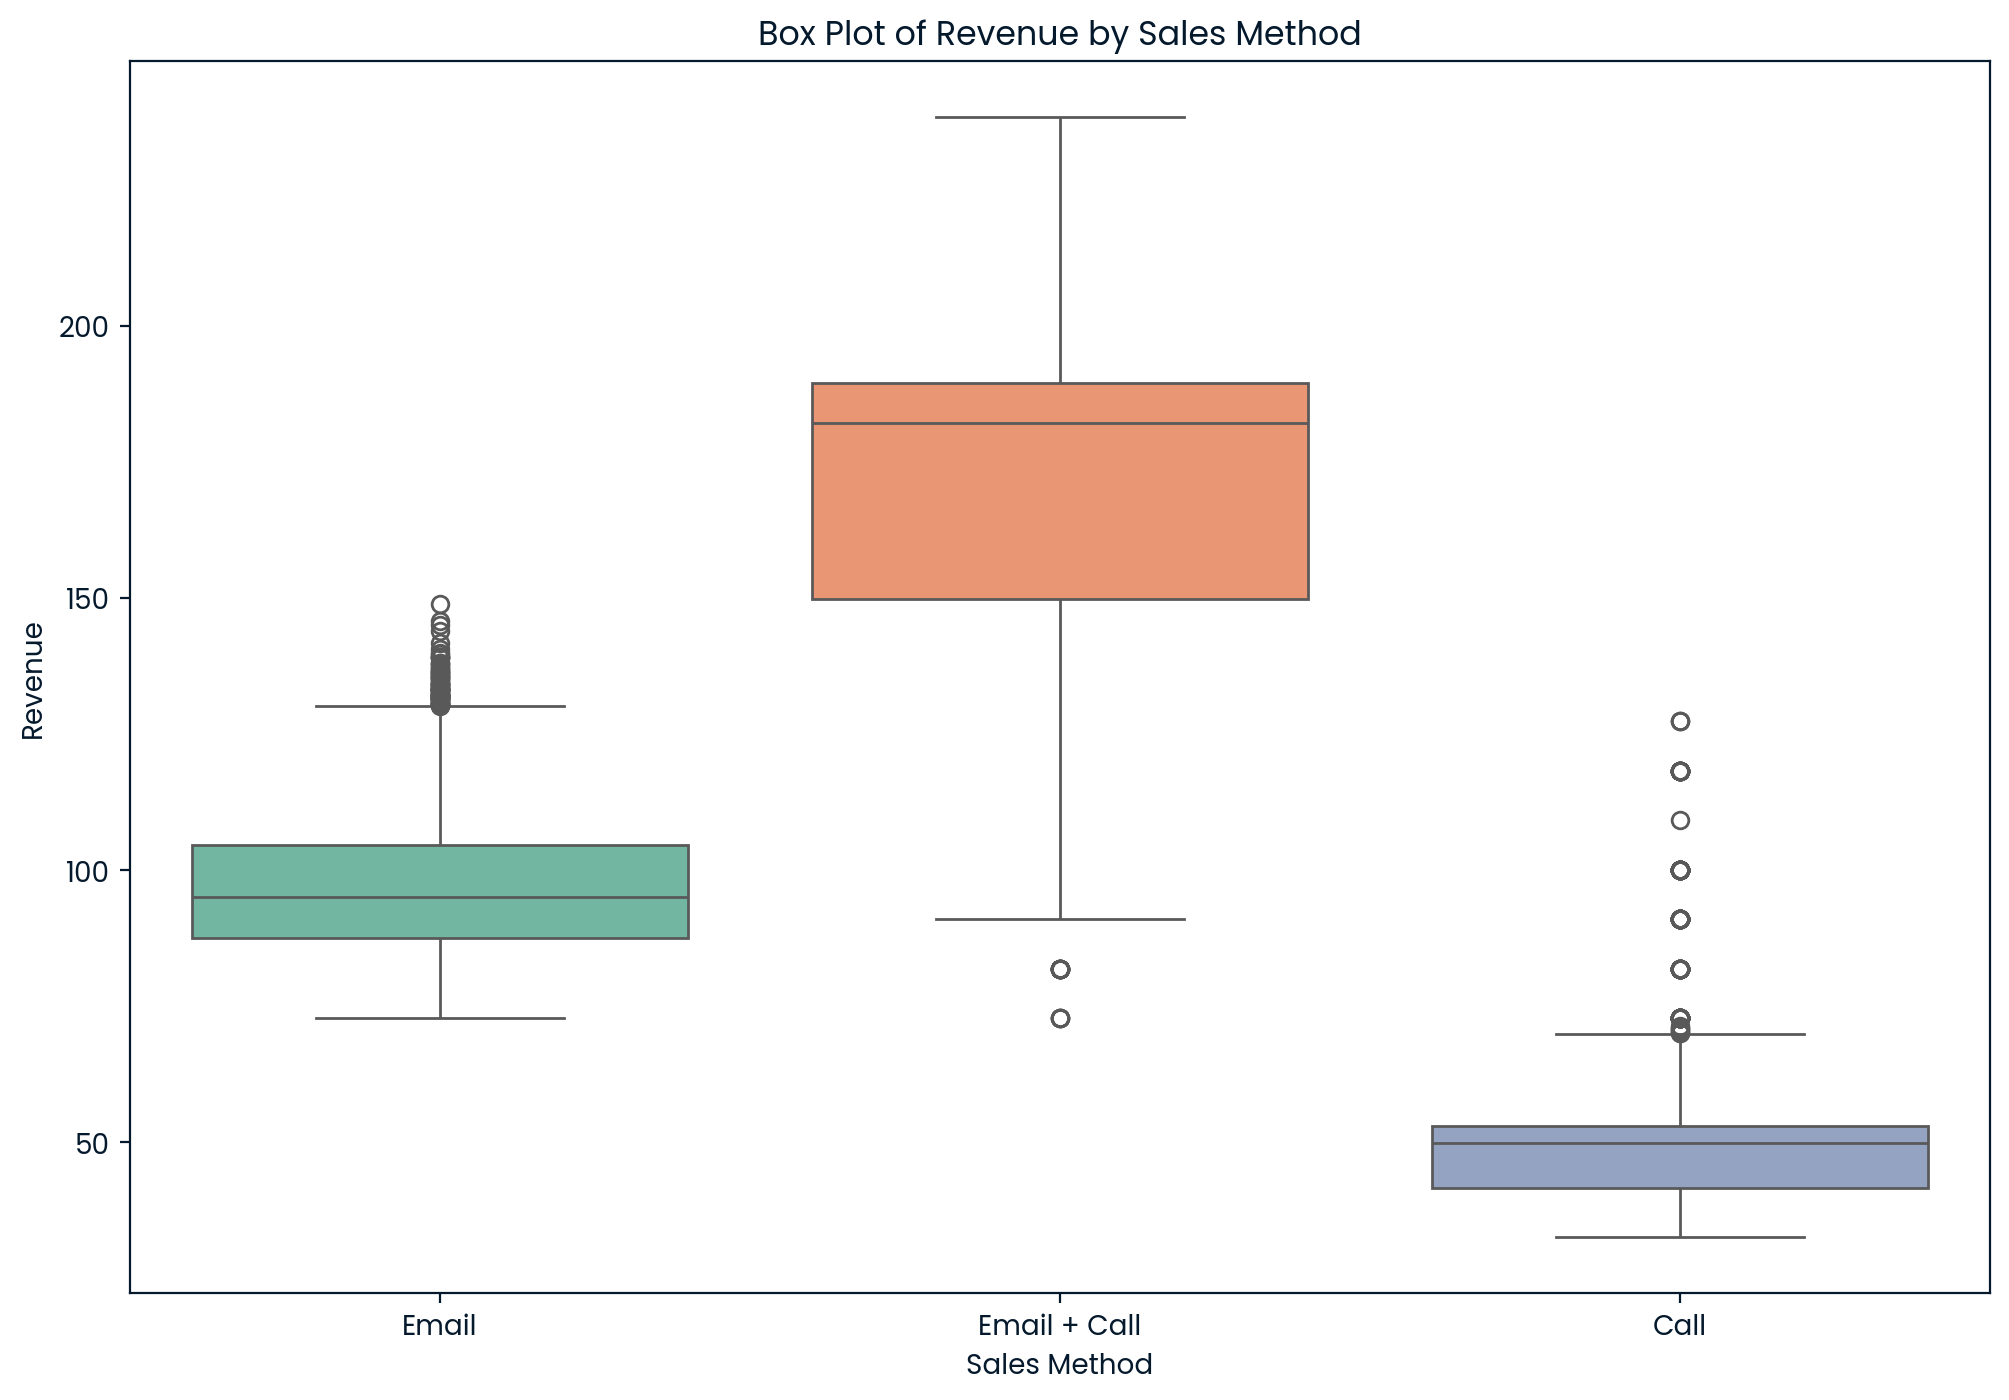 Box Plot of Revenue by Sales Method
Revenue
200
150
100
50
Email
Email + Call
Call
Sales Method